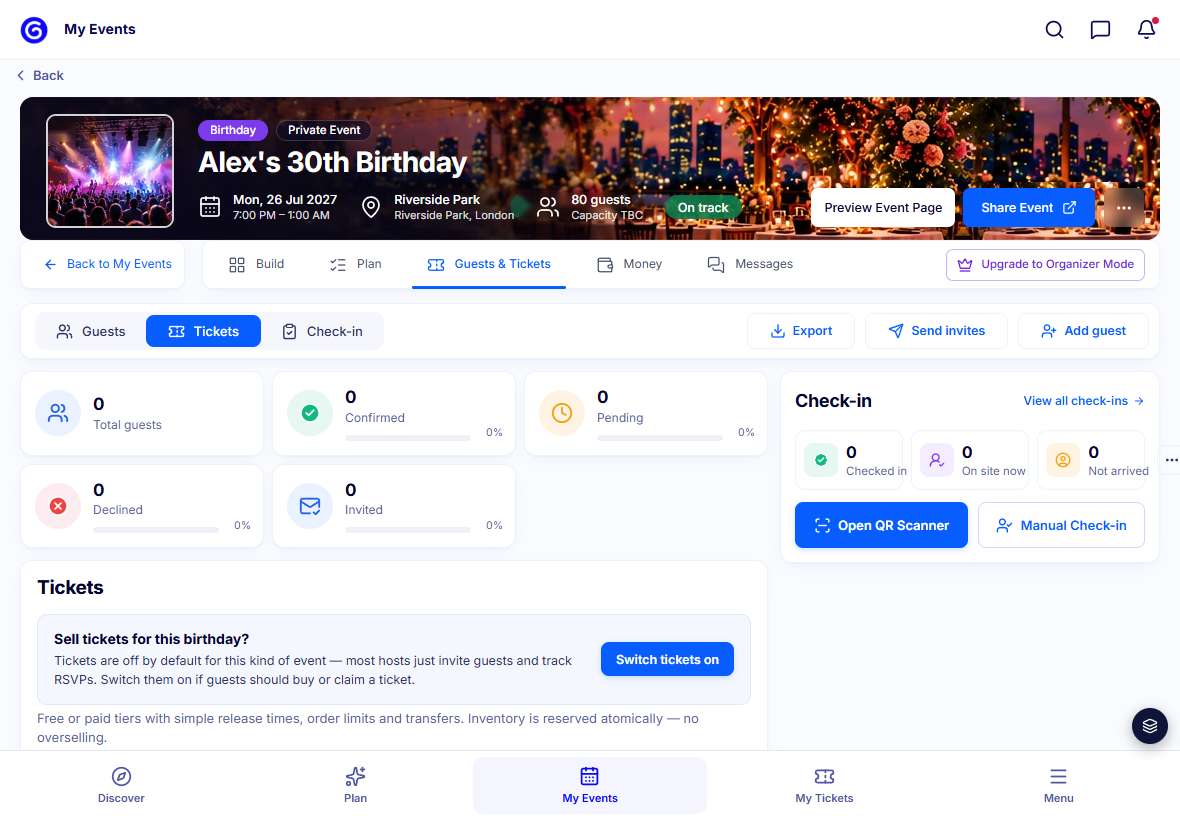 My Events
Back
Birthday
Private Event
Alex's 30th Birthday
Mon, 26 Jul 2027
7:00 PM – 1:00 AM
Riverside Park
Riverside Park, London
80 guests
Capacity TBC
On track
Preview Event Page
Share Event
Back to My Events
Build
Plan
Guests & Tickets
Money
Messages
Upgrade to Organizer Mode
Guests
Tickets
Check-in
Export
Send invites
Add guest
0
Total guests
0
Confirmed
0%
0
Pending
0%
0
Declined
0%
0
Invited
0%
Check-in
View all check-ins
0
Checked in
0
On site now
0
Not arrived
Open QR Scanner
Manual Check-in
Tickets
Sell tickets for this birthday?
Tickets are off by default for this kind of event — most hosts just invite guests and track
RSVPs. Switch them on if guests should buy or claim a ticket.
Switch tickets on
Free or paid tiers with simple release times, order limits and transfers. Inventory is reserved atomically — no
overselling.
Discover
Plan
My Events
My Tickets
Menu